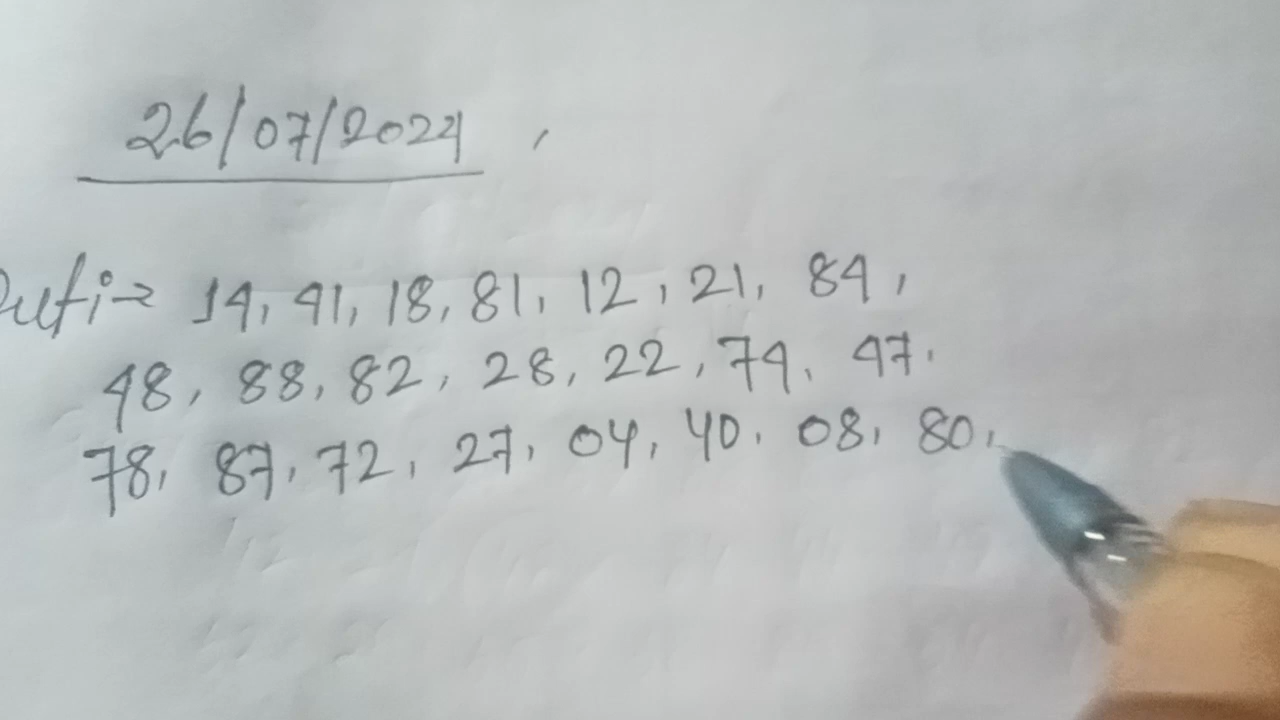 26/07/2024 ,
Juti→ 14, 41, 18, 81, 12, 21, 84,
48, 88, 82, 28, 22, 74, 47.
78, 87, 72, 27, 04, 40, 08, 80,